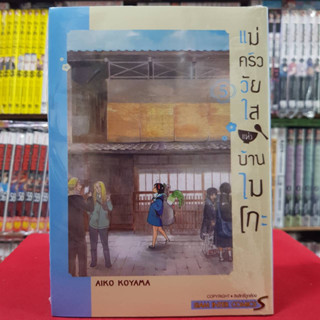 แม่
ครัว
วัย
ใส
แห่ง
บ้าน
ไม
โกะ
AIKO KOYAMA